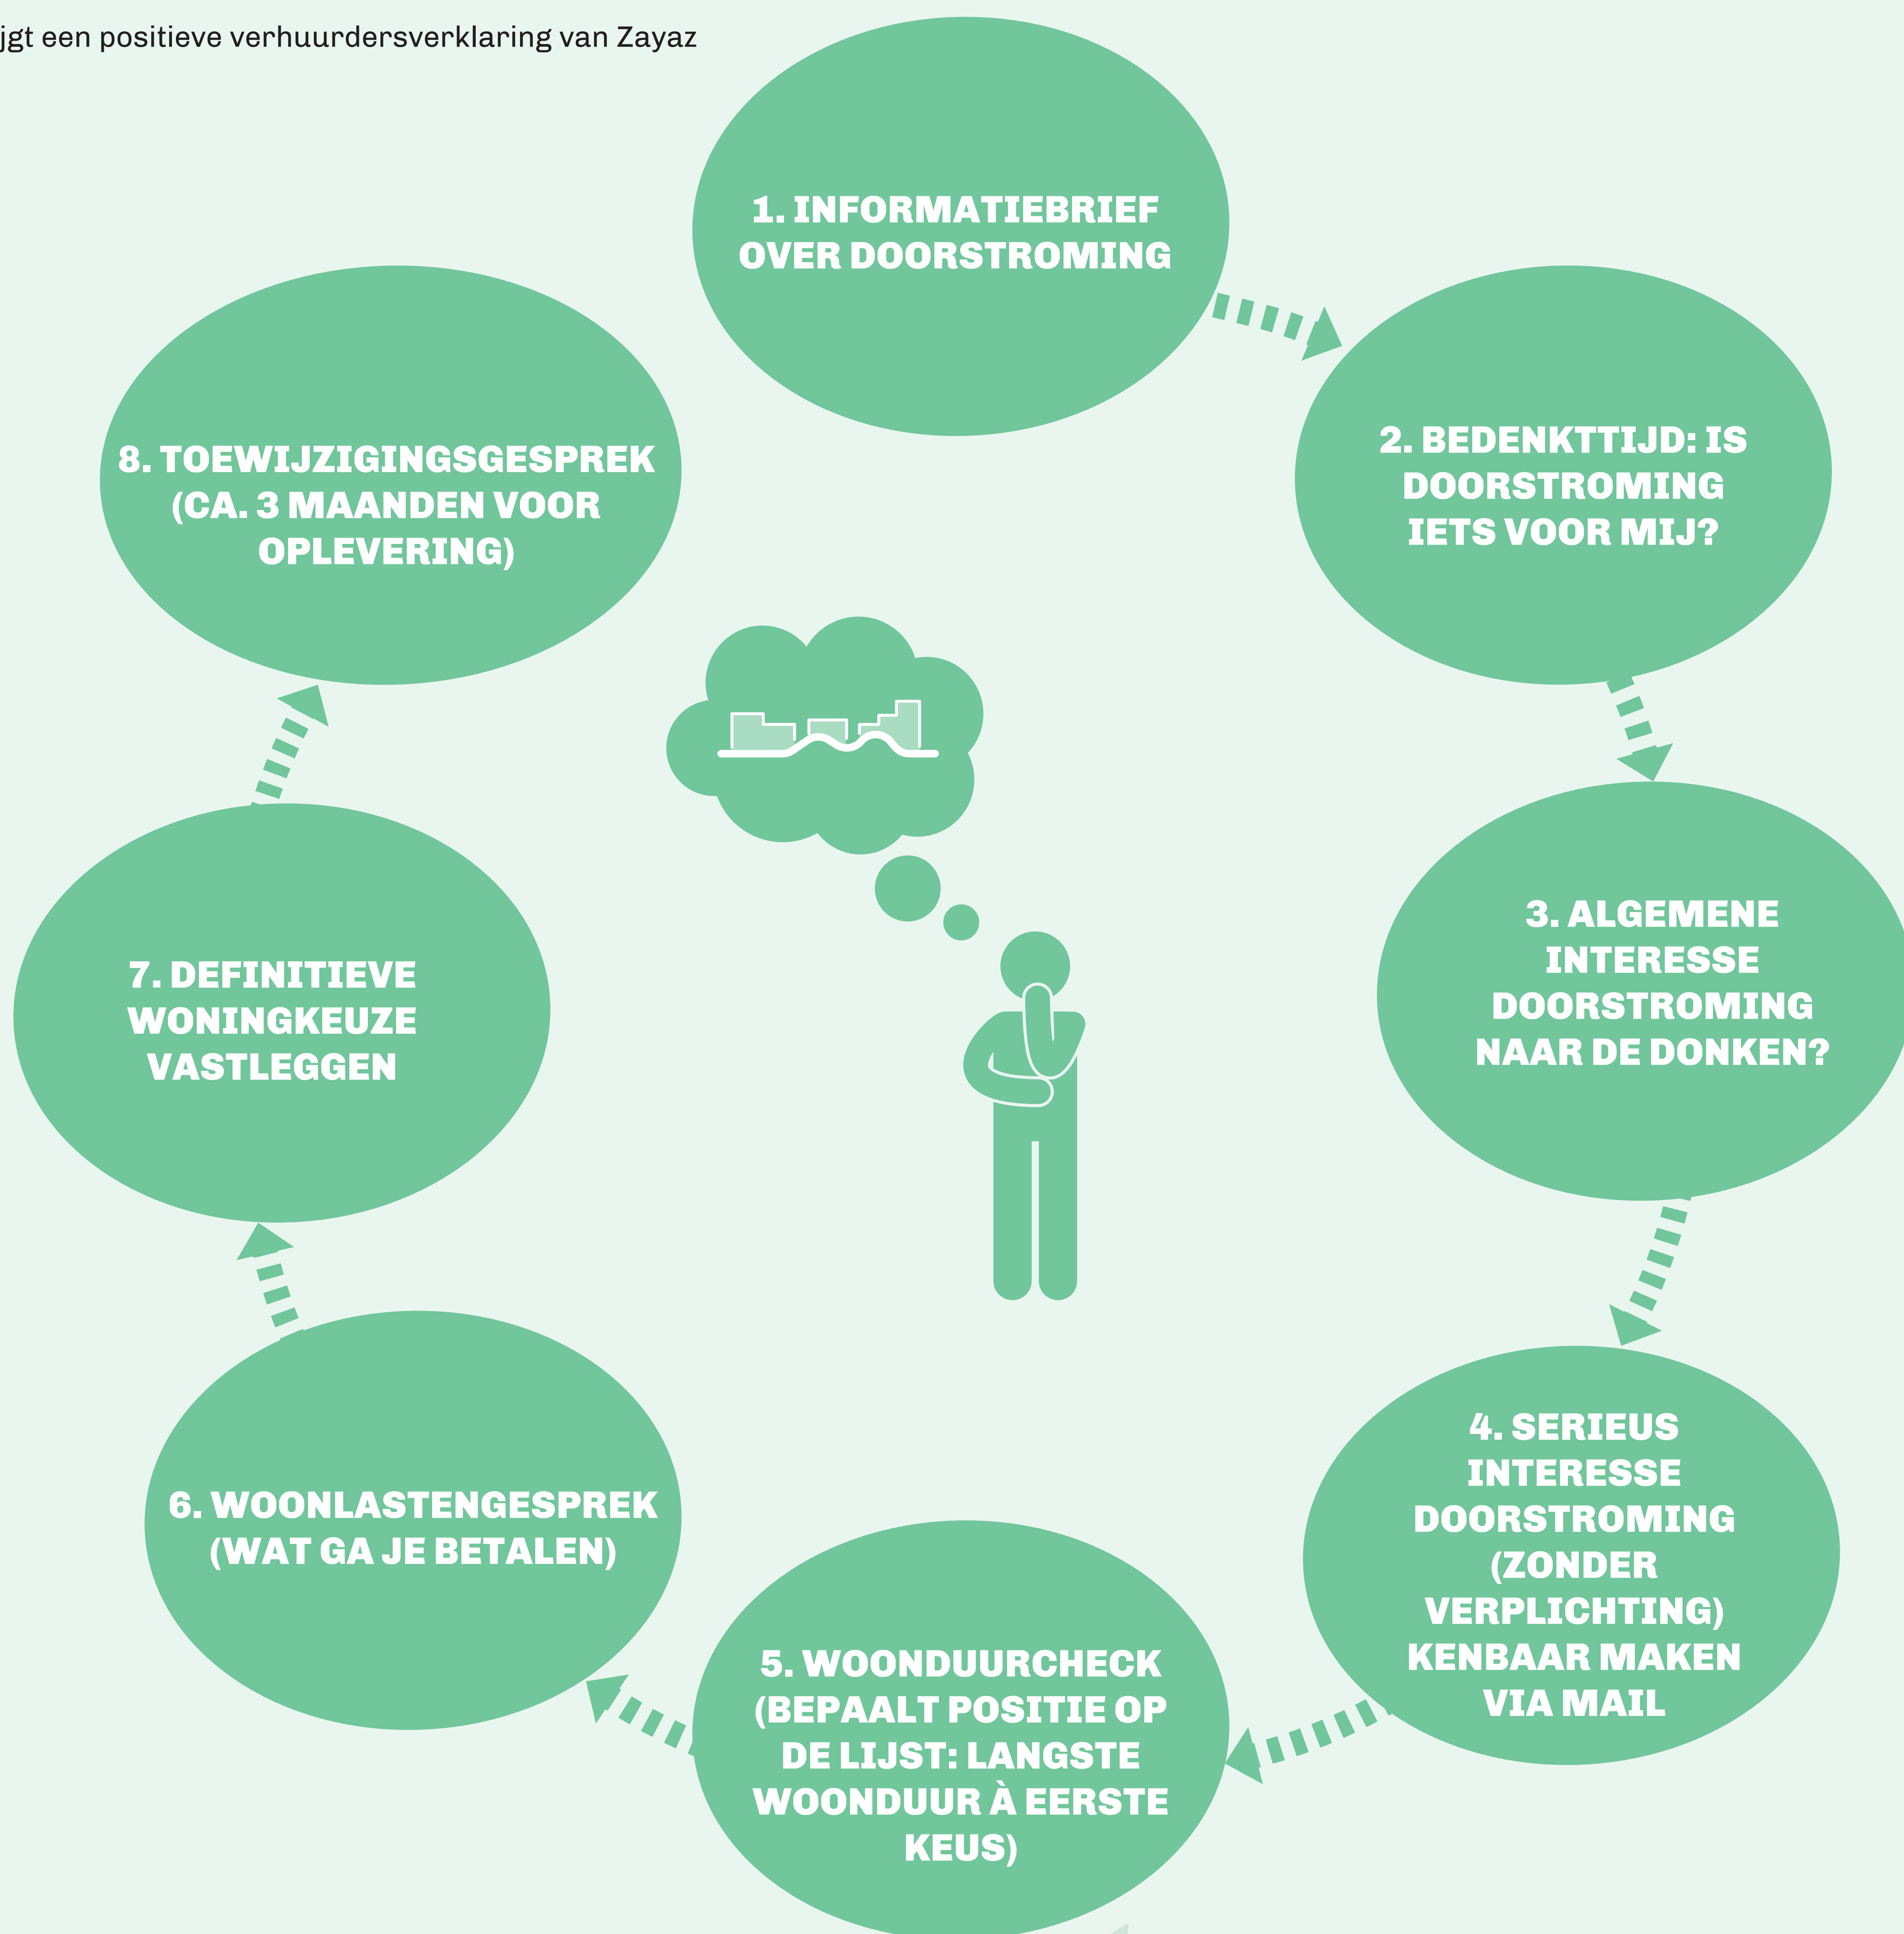 jgt een positieve verhuurdersverklaring van Zayaz
1. INFORMATIEBRIEF
OVER DOORSTROMING
2. BEDENKTTIJD: IS
DOORSTROMING
IETS VOOR MIJ?
3. ALGEMENE
INTERESSE
DOORSTROMING
NAAR DE DONKEN?
4. SERIEUS
INTERESSE
DOORSTROMING
(ZONDER
VERPLICHTING)
KENBAAR MAKEN
VIA MAIL
5. WOONDUURCHECK
(BEPAALT POSITIE OP
DE LIJST: LANGSTE
WOONDUUR À EERSTE
KEUS)
6. WOONLASTENGESPREK
(WAT GA JE BETALEN)
7. DEFINITIEVE
WONINGKEUZE
VASTLEGGEN
8. TOEWIJZIGINGSGESPREK
(CA. 3 MAANDEN VOOR
OPLEVERING)